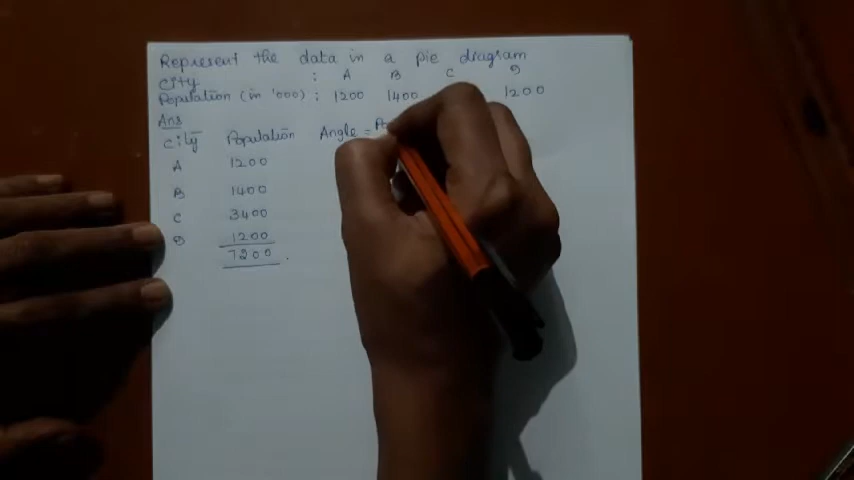 Represent the data in a pie diagram
City : A B C D
Population (in '000) : 1200 1400 1200
Ans
City Population Angle =
A 1200
B 1400
C 3400
D 1200
7200